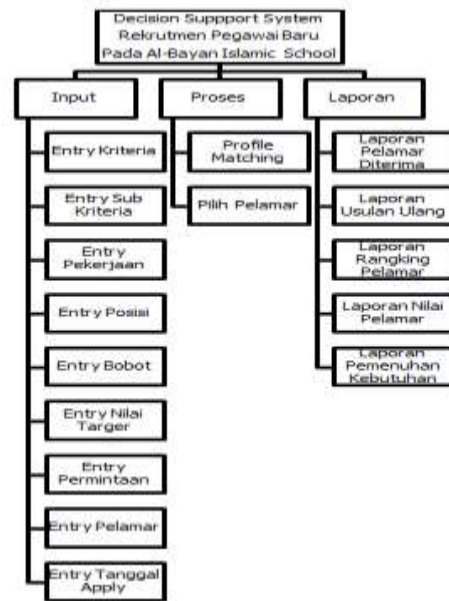 Decision Suppport System
Rekrutmen Pegawai Baru
Pada Al-Bayan Islamic School
Input
Proses
Laporan
Entry Kriteria
Entry Sub
Kriteria
Entry
Pekerjaan
Entry Posisi
Entry Bobot
Entry Nilai
Targer
Entry
Permintaan
Entry Pelamar
Entry Tanggal
Apply
Profile
Matching
Pilih Pelamar
Laporan
Pelamar
Diterima
Laporan
Usulan Ulang
Laporan
Rangking
Pelamar
Laporan Nilai
Pelamar
Laporan
Pemenuhan
Kebutuhan